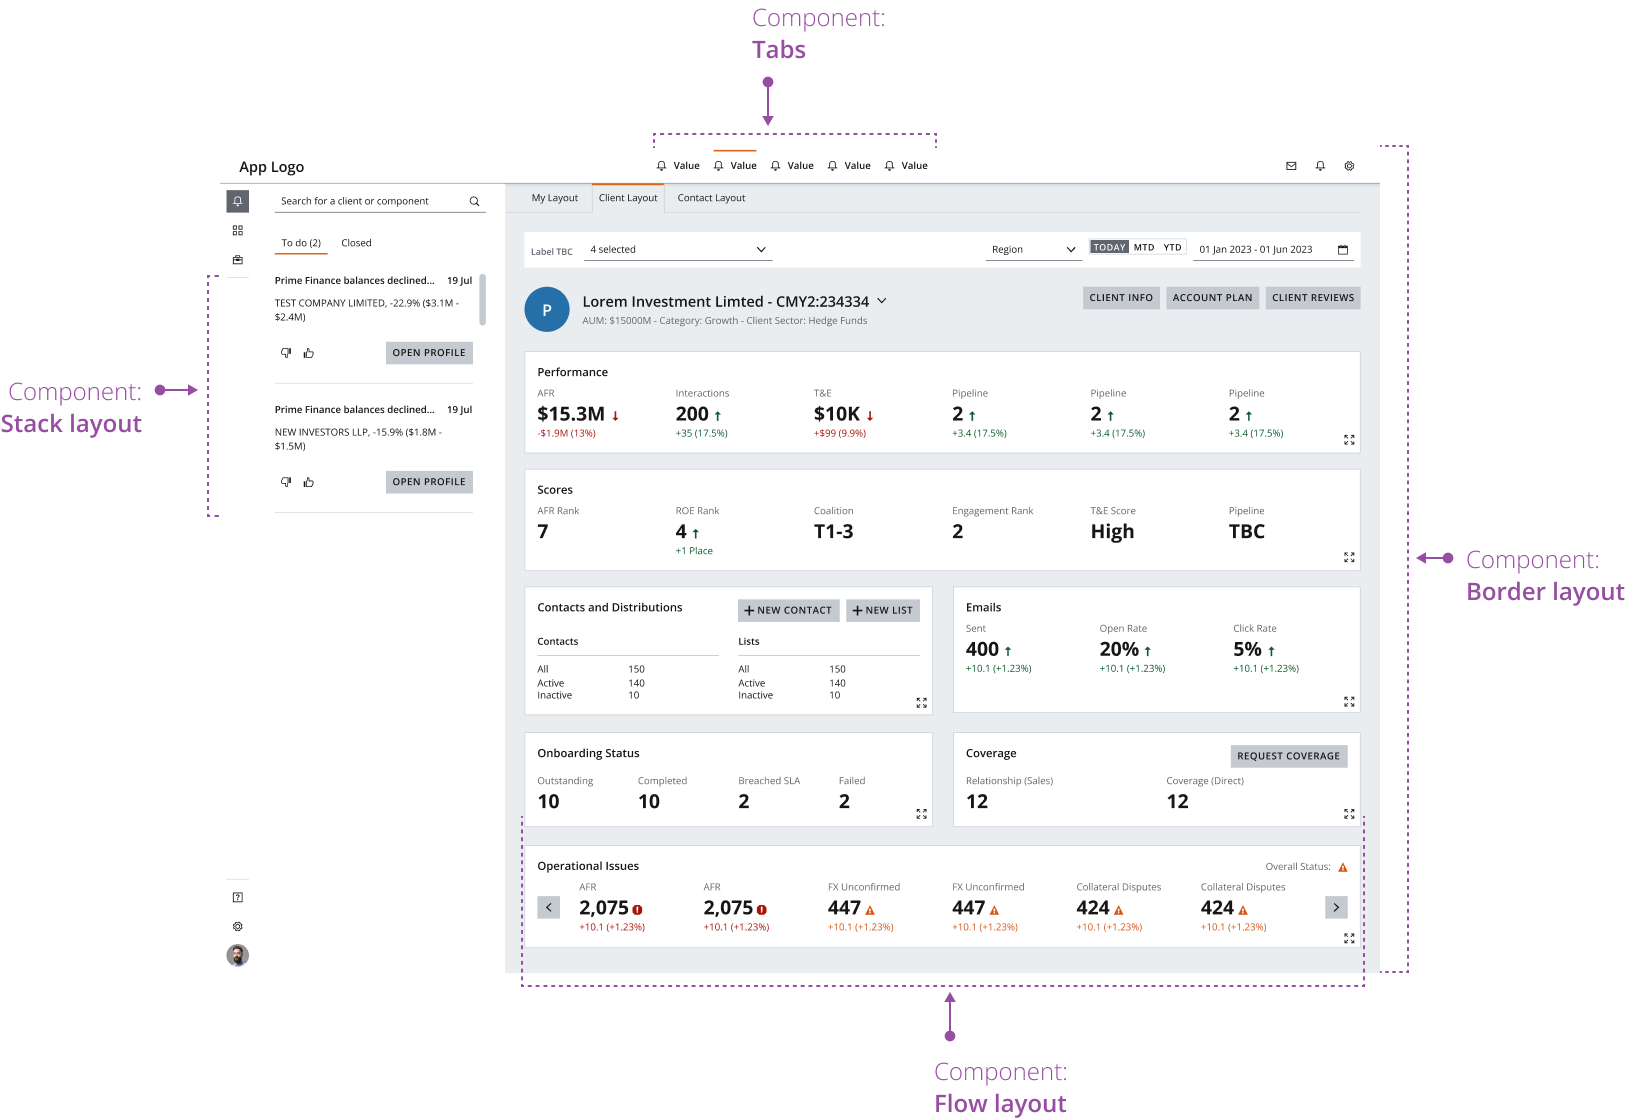 Component:
Tabs
App Logo
Value Value Value Value Value
Search for a client or component
To do (2) Closed
Prime Finance balances declined... 19 Jul
TEST COMPANY LIMITED, -22.9% ($3.1M -
$2.4M)
OPEN PROFILE
Prime Finance balances declined... 19 Jul
NEW INVESTORS LLP, -15.9% ($1.8M -
$1.5M)
OPEN PROFILE
Component:
Stack layout
My Layout Client Layout Contact Layout
Label TBC 4 selected Region TODAY MTD YTD 01 Jan 2023 - 01 Jun 2023
P
Lorem Investment Limted - CMY2:234334
AUM: $15000M - Category: Growth - Client Sector: Hedge Funds
CLIENT INFO ACCOUNT PLAN CLIENT REVIEWS
Performance
AFR Interactions T&E Pipeline Pipeline Pipeline
$15.3M 200 $10K 2 2 2
-$1.9M (13%) +35 (17.5%) +$99 (9.9%) +3.4 (17.5%) +3.4 (17.5%) +3.4 (17.5%)
Scores
AFR Rank ROE Rank Coalition Engagement Rank T&E Score Pipeline
7 4 T1-3 2 High TBC
+1 Place
Contacts and Distributions NEW CONTACT NEW LIST
Contacts Lists
All 150 All 150
Active 140 Active 140
Inactive 10 Inactive 10
Emails
Sent Open Rate Click Rate
400 20% 5%
+10.1 (+1.23%) +10.1 (+1.23%) +10.1 (+1.23%)
Onboarding Status
Outstanding Completed Breached SLA Failed
10 10 2 2
Coverage REQUEST COVERAGE
Relationship (Sales) Coverage (Direct)
12 12
Operational Issues Overall Status:
AFR AFR FX Unconfirmed FX Unconfirmed Collateral Disputes Collateral Disputes
2,075 2,075 447 447 424 424
+10.1 (+1.23%) +10.1 (+1.23%) +10.1 (+1.23%) +10.1 (+1.23%) +10.1 (+1.23%) +10.1 (+1.23%)
Component:
Border layout
Component:
Flow layout